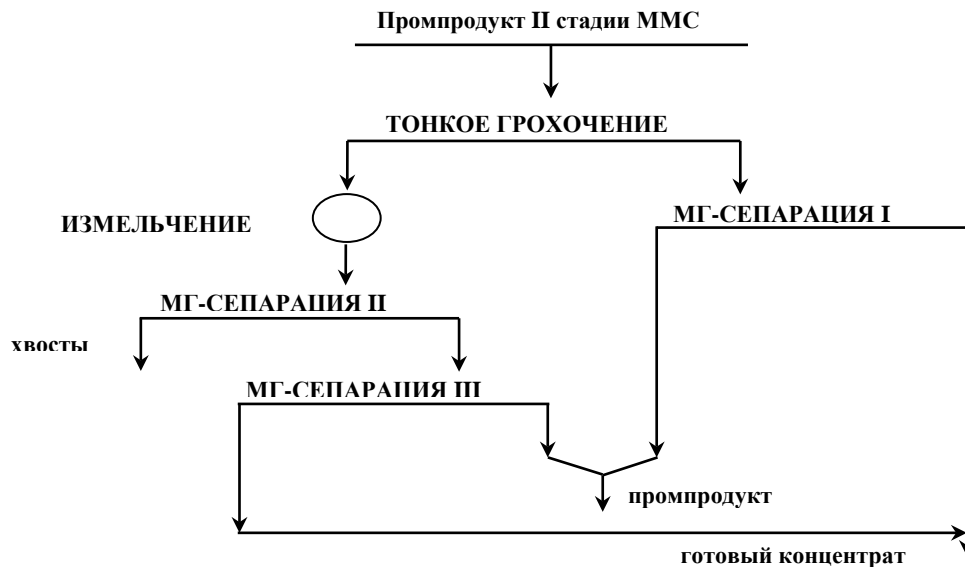 Промпродукт II стадии ММС
ТОНКОЕ ГРОХОЧЕНИЕ
ИЗМЕЛЬЧЕНИЕ
МГ-СЕПАРАЦИЯ I
МГ-СЕПАРАЦИЯ II
хвосты
МГ-СЕПАРАЦИЯ III
промпродукт
готовый концентрат